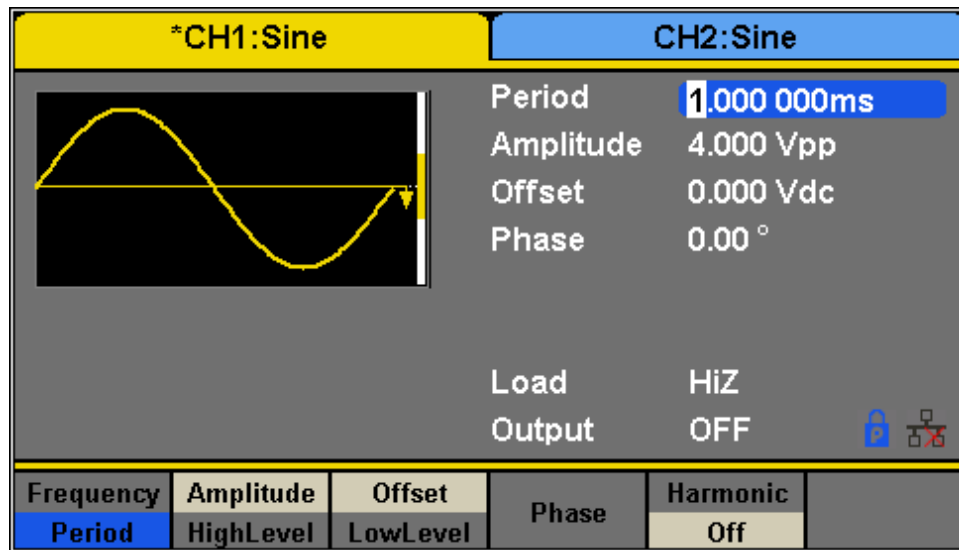 *CH1:Sine CH2:Sine
Period 1.000 000ms
Amplitude 4.000 Vpp
Offset 0.000 Vdc
Phase 0.00 °
Load HiZ
Output OFF
P
Frequency Amplitude Offset Phase Harmonic
Period HighLevel LowLevel Off